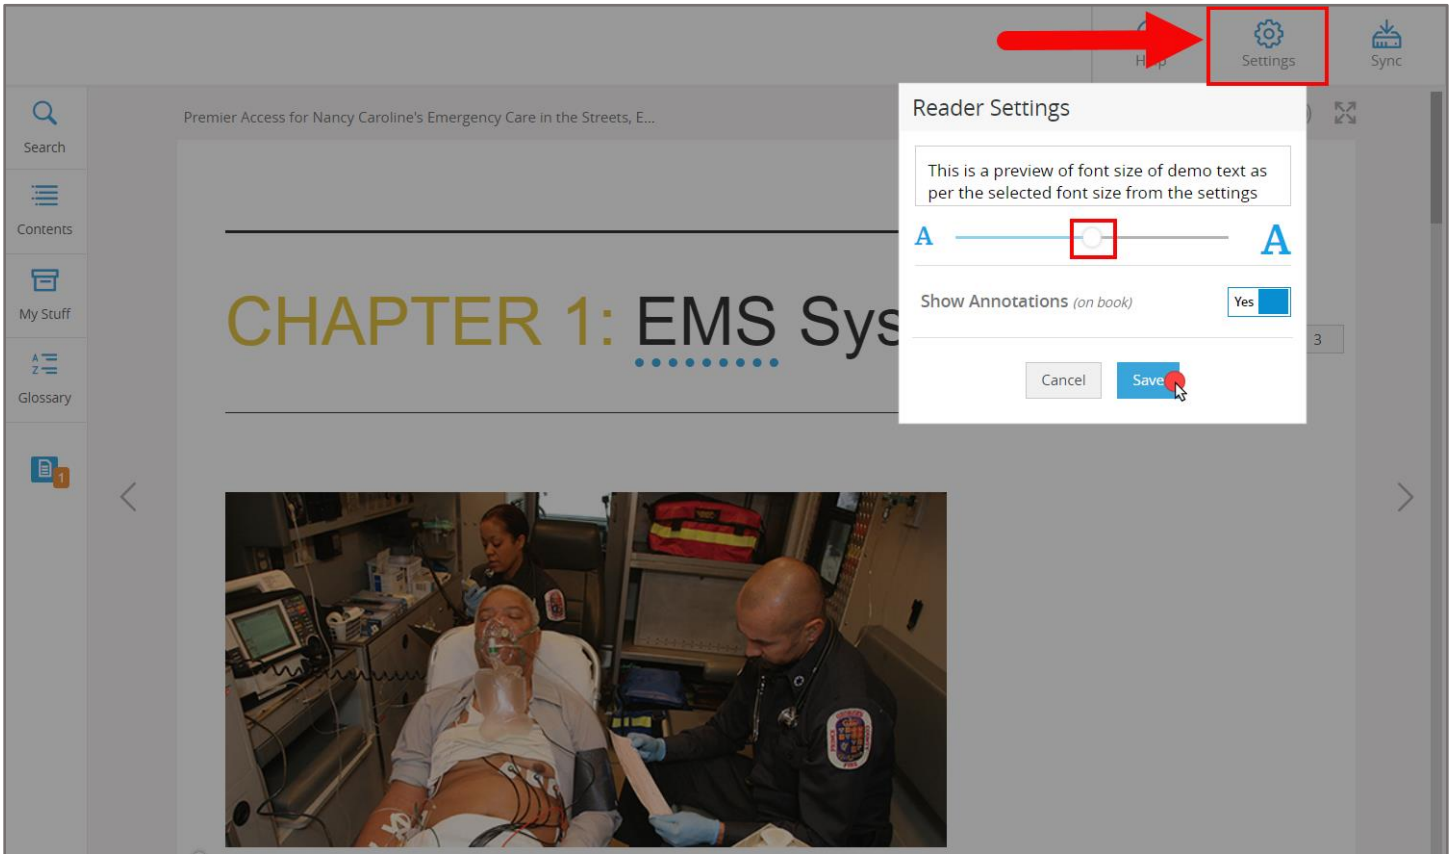 Help
Settings
Sync
Search
Contents
My Stuff
A
Z
Glossary
1
Premier Access for Nancy Caroline's Emergency Care in the Streets, E...
CHAPTER 1: EMS Sys
Reader Settings
This is a preview of font size of demo text as
per the selected font size from the settings
A
A
Show Annotations (on book)
Yes
Cancel
Save
3